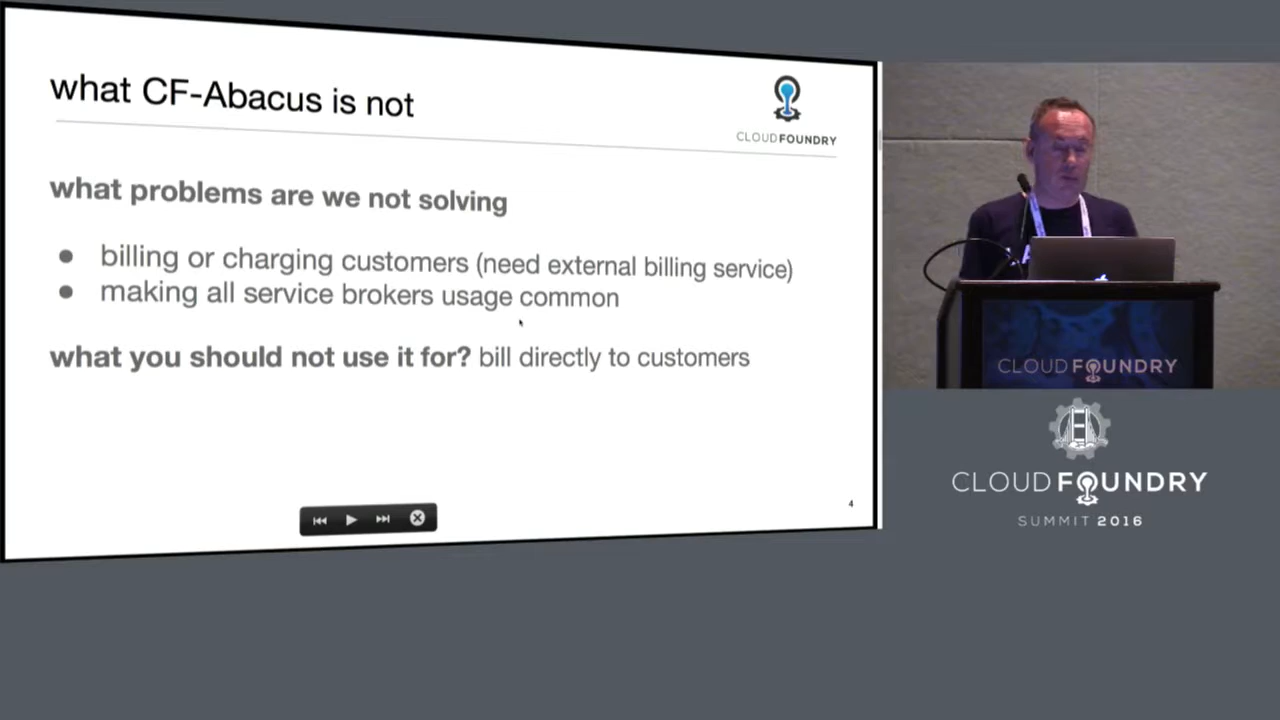 what CF-Abacus is not
CLOUDFOUNDRY
what problems are we not solving
● billing or charging customers (need external billing service)
● making all service brokers usage common
what you should not use it for? bill directly to customers
4
CLOUD FOUNDRY
CLOUD FOUNDRY
SUMMIT 2016